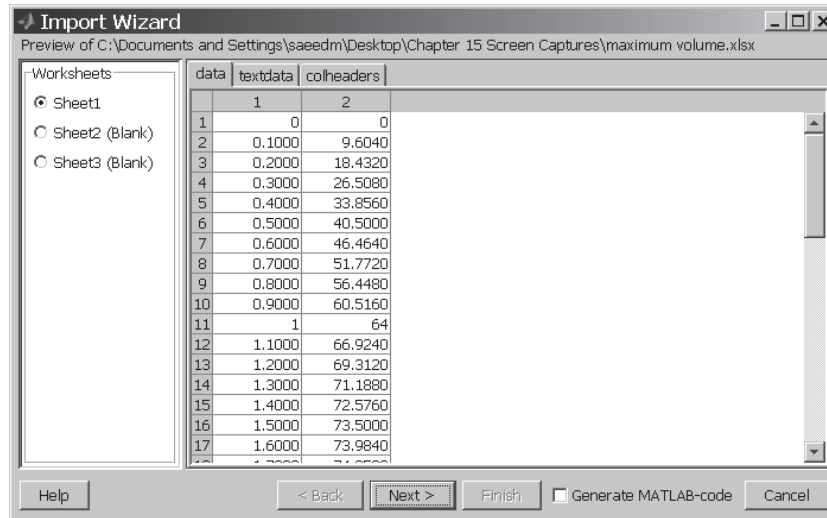 Import Wizard
Preview of C:\Documents and Settings\saeedm\Desktop\Chapter 15 Screen Captures\maximum volume.xlsx
Worksheets
Sheet1
Sheet2 (Blank)
Sheet3 (Blank)
data textdata colheaders
1 2
1 0 0
2 0.1000 9.6040
3 0.2000 18.4320
4 0.3000 26.5080
5 0.4000 33.8560
6 0.5000 40.5000
7 0.6000 46.4640
8 0.7000 51.7720
9 0.8000 56.4480
10 0.9000 60.5160
11 1 64
12 1.1000 66.9240
13 1.2000 69.3120
14 1.3000 71.1880
15 1.4000 72.5760
16 1.5000 73.5000
17 1.6000 73.9840
Help < Back Next > Finish Generate MATLAB-code Cancel